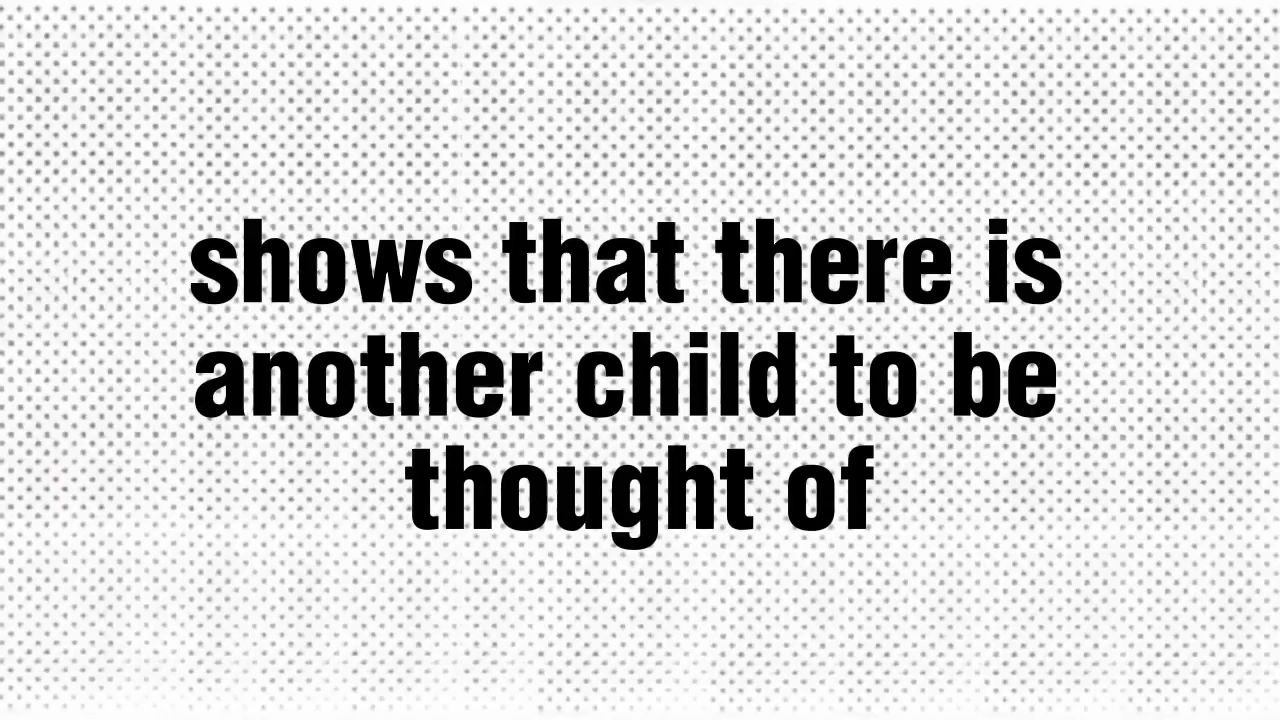 shows that there is
another child to be
thought of